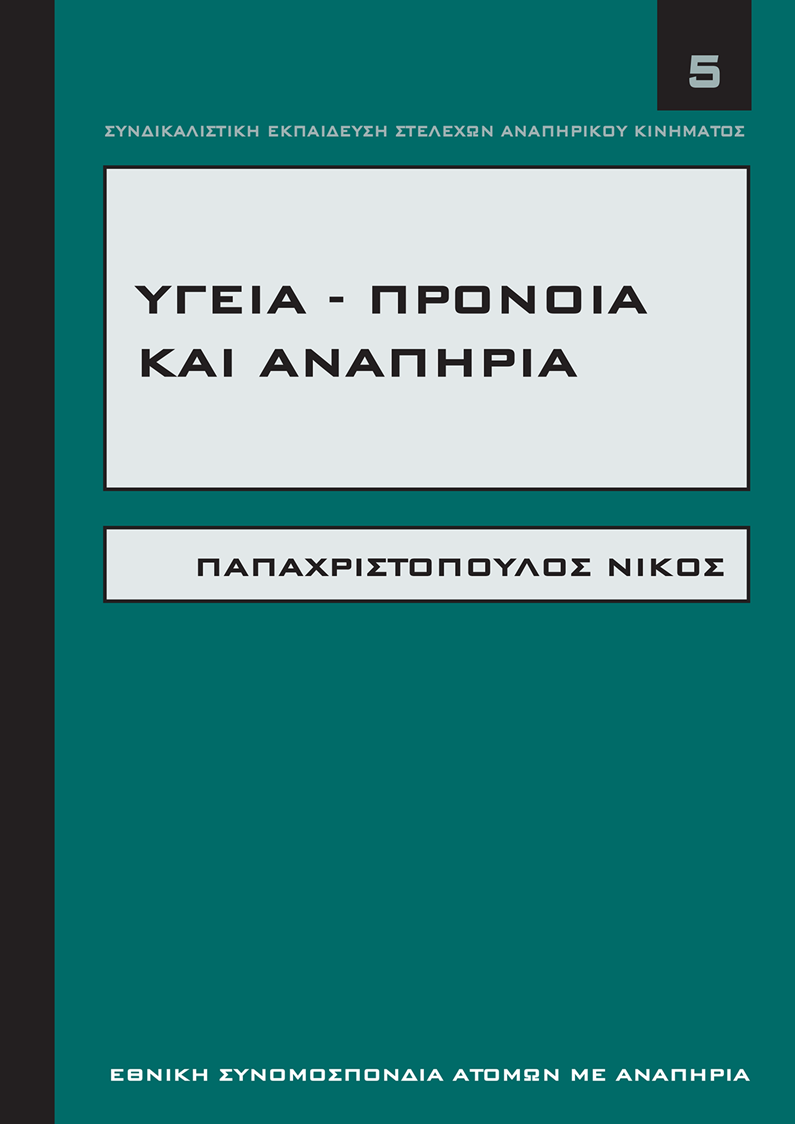 5
ΣΥΝΔΙΚΑΛΙΣΤΙΚΗ ΕΚΠΑΙΔΕΥΣΗ ΣΤΕΛΕΧΩΝ ΑΝΑΠΗΡΙΚΟΥ ΚΙΝΗΜΑΤΟΣ
ΥΓΕΙΑ - ΠΡΟΝΟΙΑ
ΚΑΙ ΑΝΑΠΗΡΙΑ
ΠΑΠΑΧΡΙΣΤΟΠΟΥΛΟΣ ΝΙΚΟΣ
ΕΘΝΙΚΗ ΣΥΝΟΜΟΣΠΟΝΔΙΑ ΑΤΟΜΩΝ ΜΕ ΑΝΑΠΗΡΙΑ